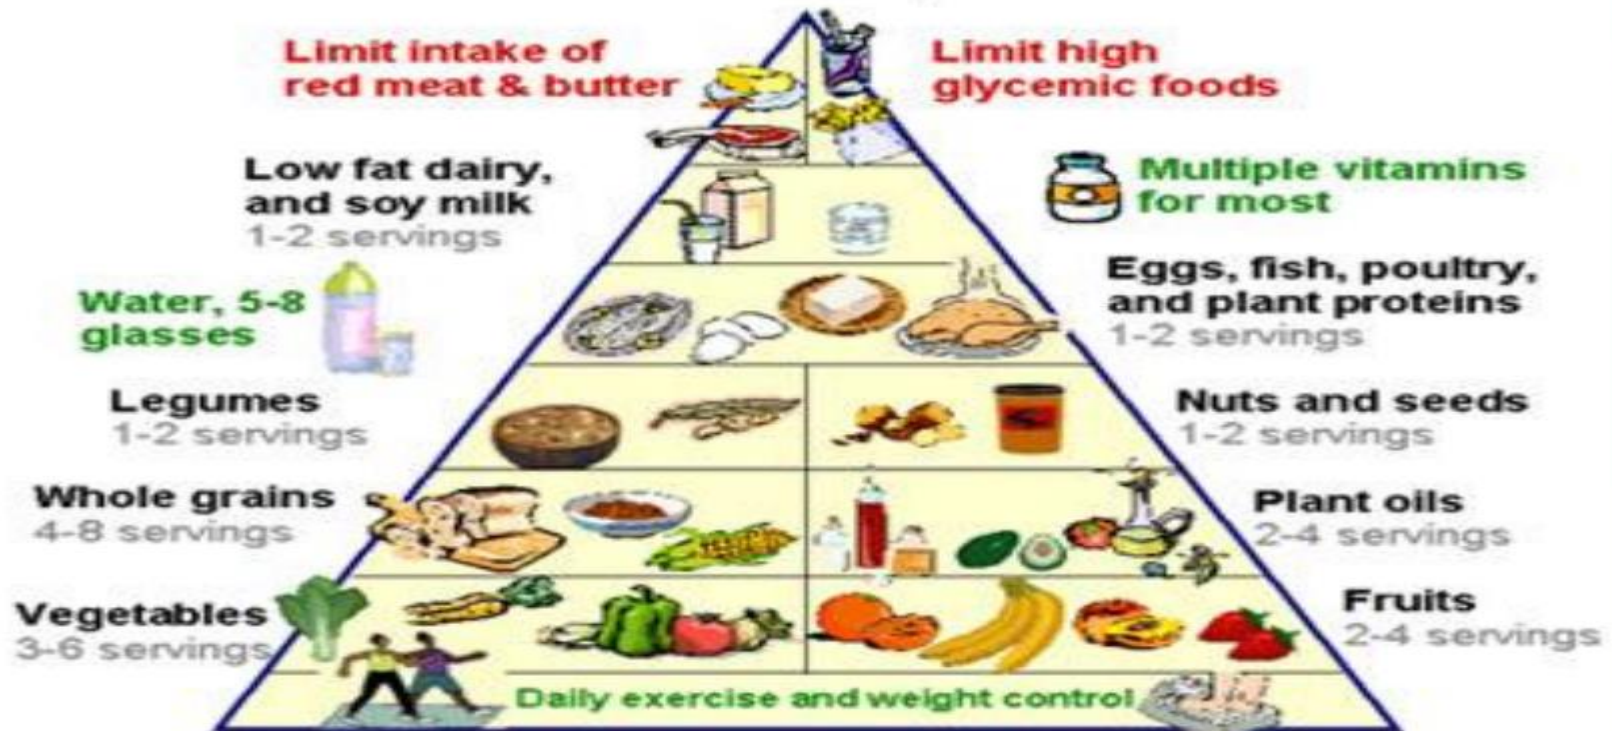 Limit intake of
red meat & butter
Limit high
glycemic foods
Low fat dairy,
and soy milk
1-2 servings
Multiple vitamins
for most
Water, 5-8
glasses
Eggs, fish, poultry,
and plant proteins
1-2 servings
Legumes
1-2 servings
Nuts and seeds
1-2 servings
Whole grains
4-8 servings
Plant oils
2-4 servings
Vegetables
3-6 servings
Fruits
2-4 servings
Daily exercise and weight control